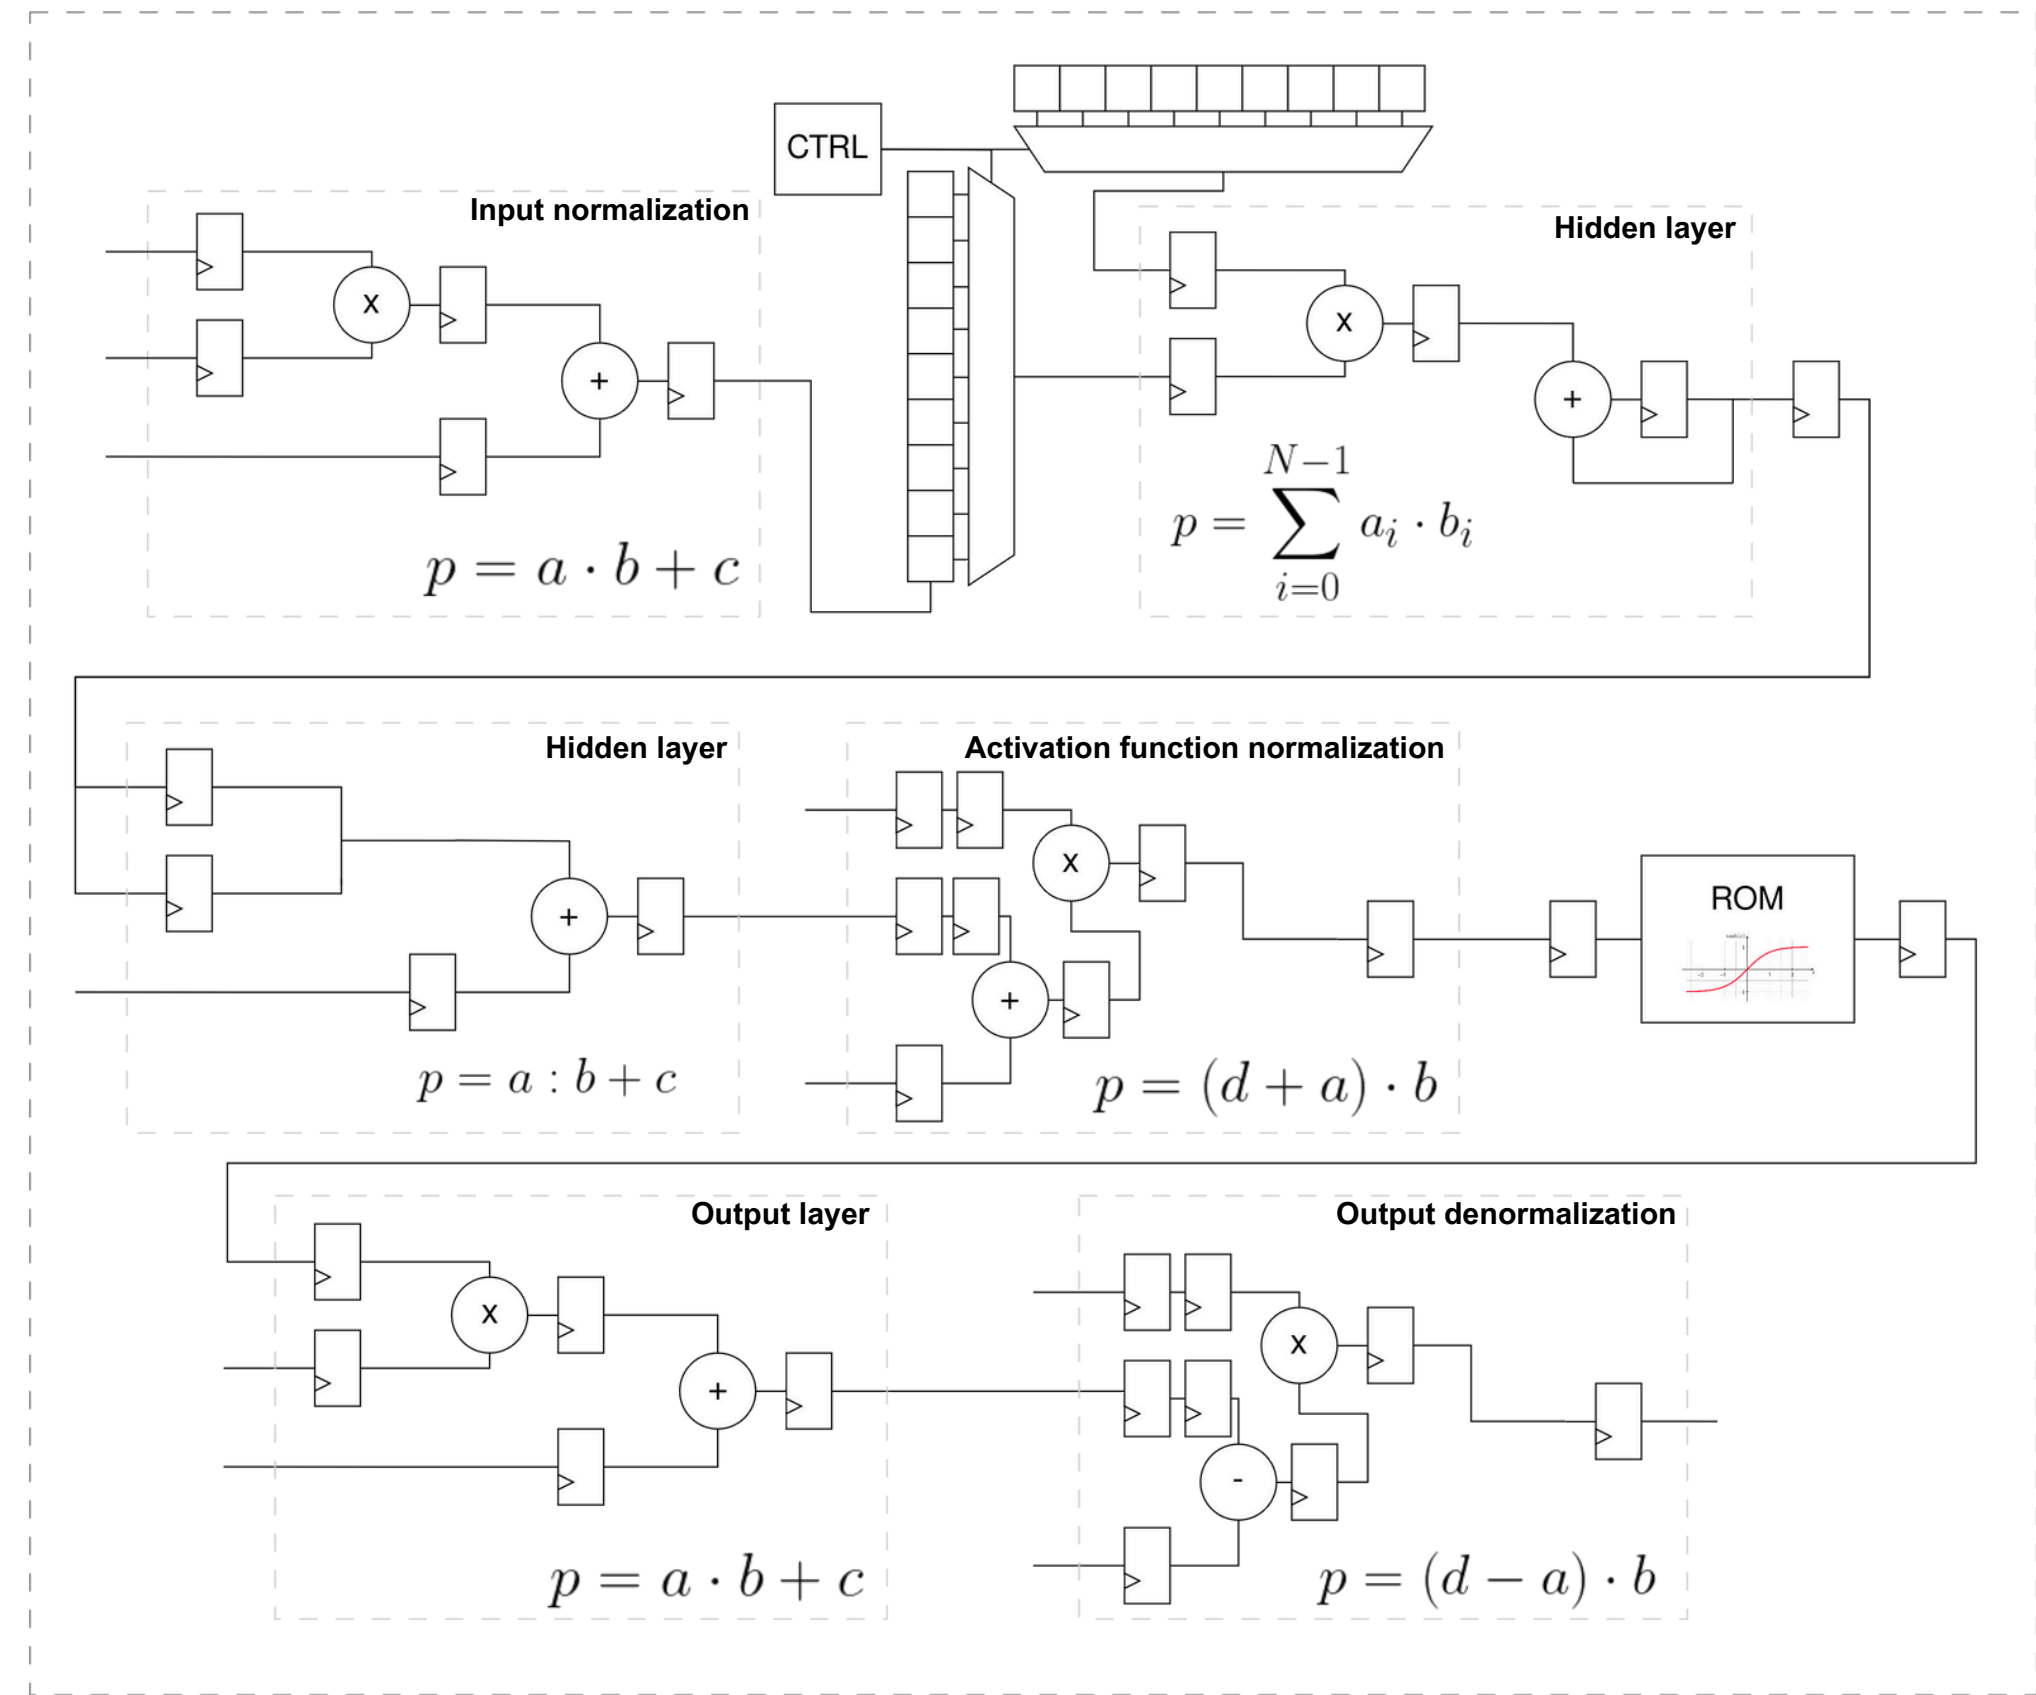 CTRL
Input normalization
x
+
p = a · b + c
Hidden layer
x
+
N−1
p = ∑ a_i · b_i
i=0
Hidden layer
+
p = a : b + c
Activation function normalization
x
+
p = (d + a) · b
ROM
Output layer
x
+
p = a · b + c
Output denormalization
x
-
p = (d − a) · b